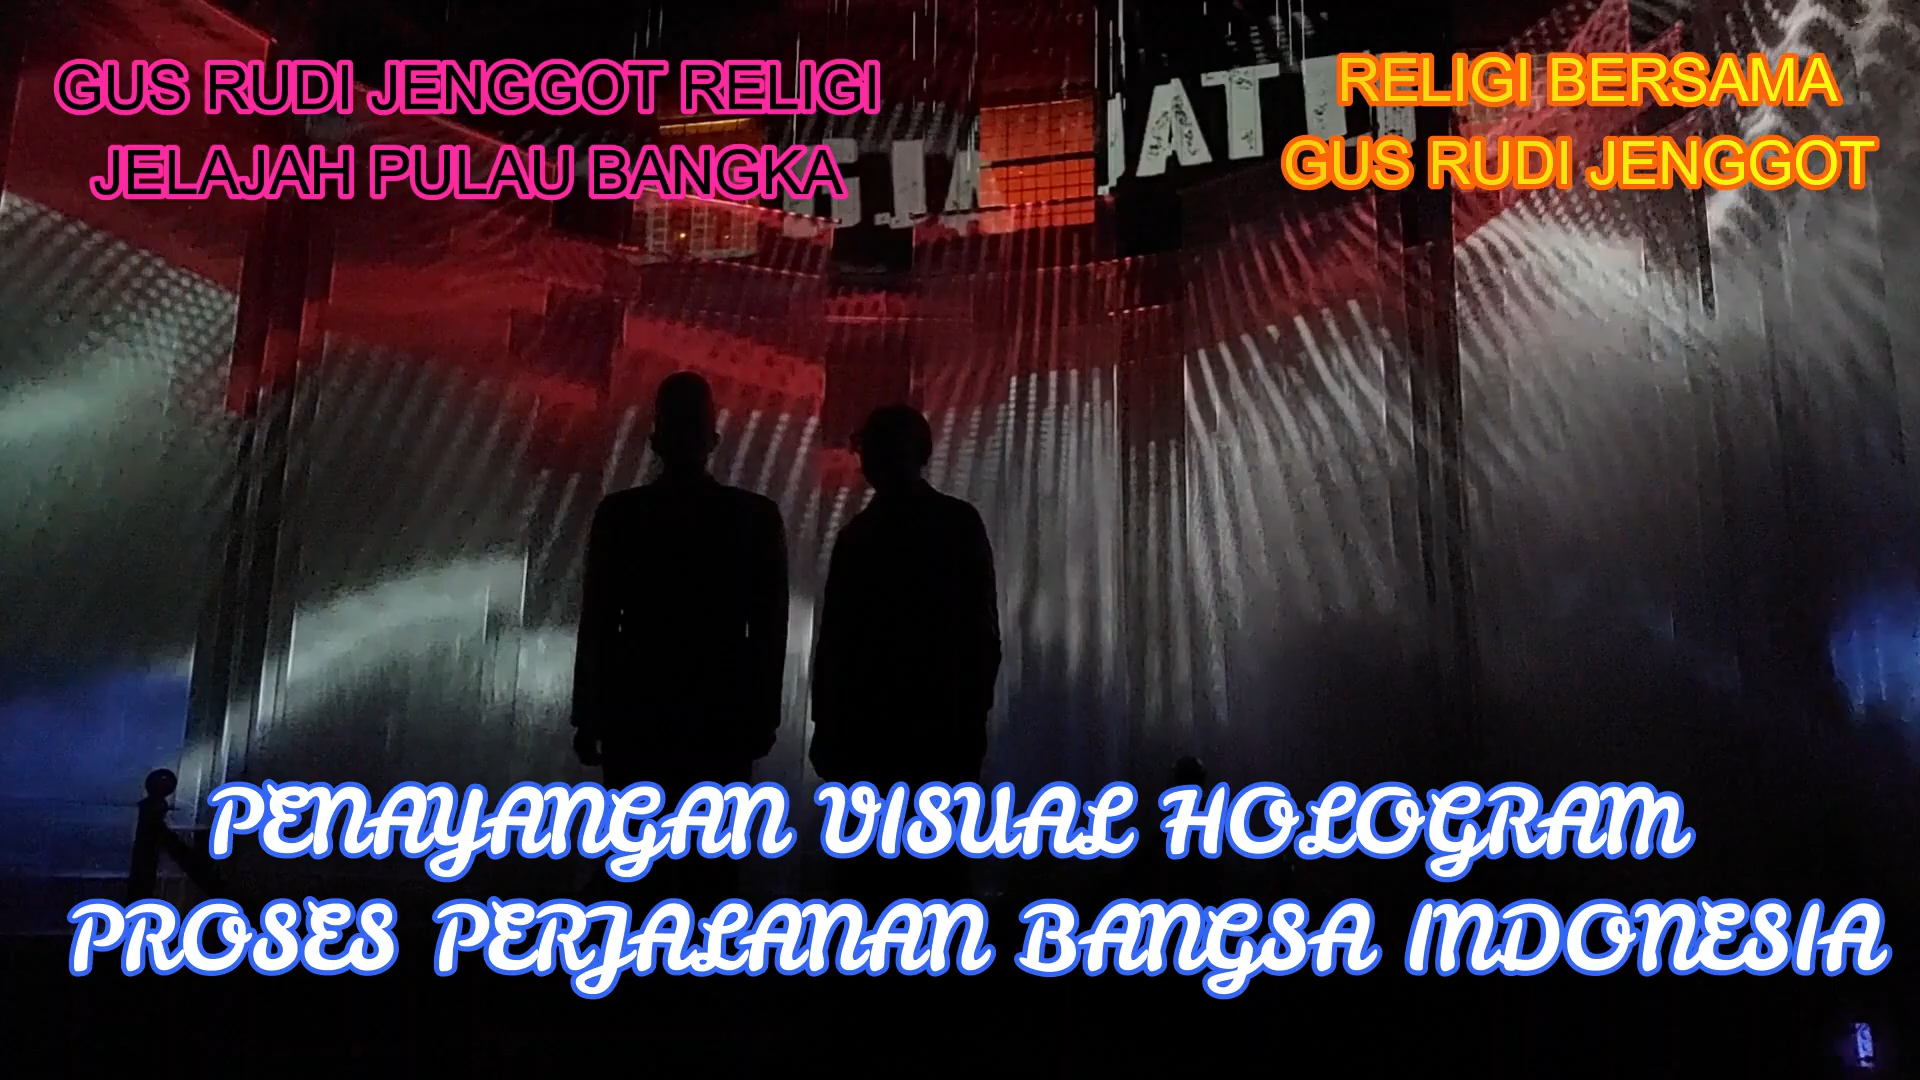 GUS RUDI JENGGOT RELIGI
JELAJAH PULAU BANGKA
RELIGI BERSAMA
GUS RUDI JENGGOT
PENAYANGAN VISUAL HOLOGRAM
PROSES PERJALANAN BANGSA INDONESIA